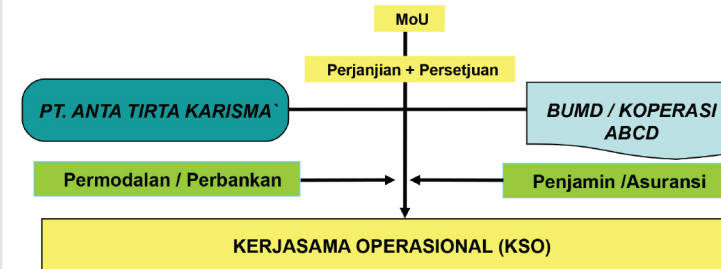 MoU
Perjanjian + Persetjuan
PT. ANTA TIRTA KARISMA`
BUMD / KOPERASI
ABCD
Permodalan / Perbankan
Penjamin /Asuransi
KERJASAMA OPERASIONAL (KSO)